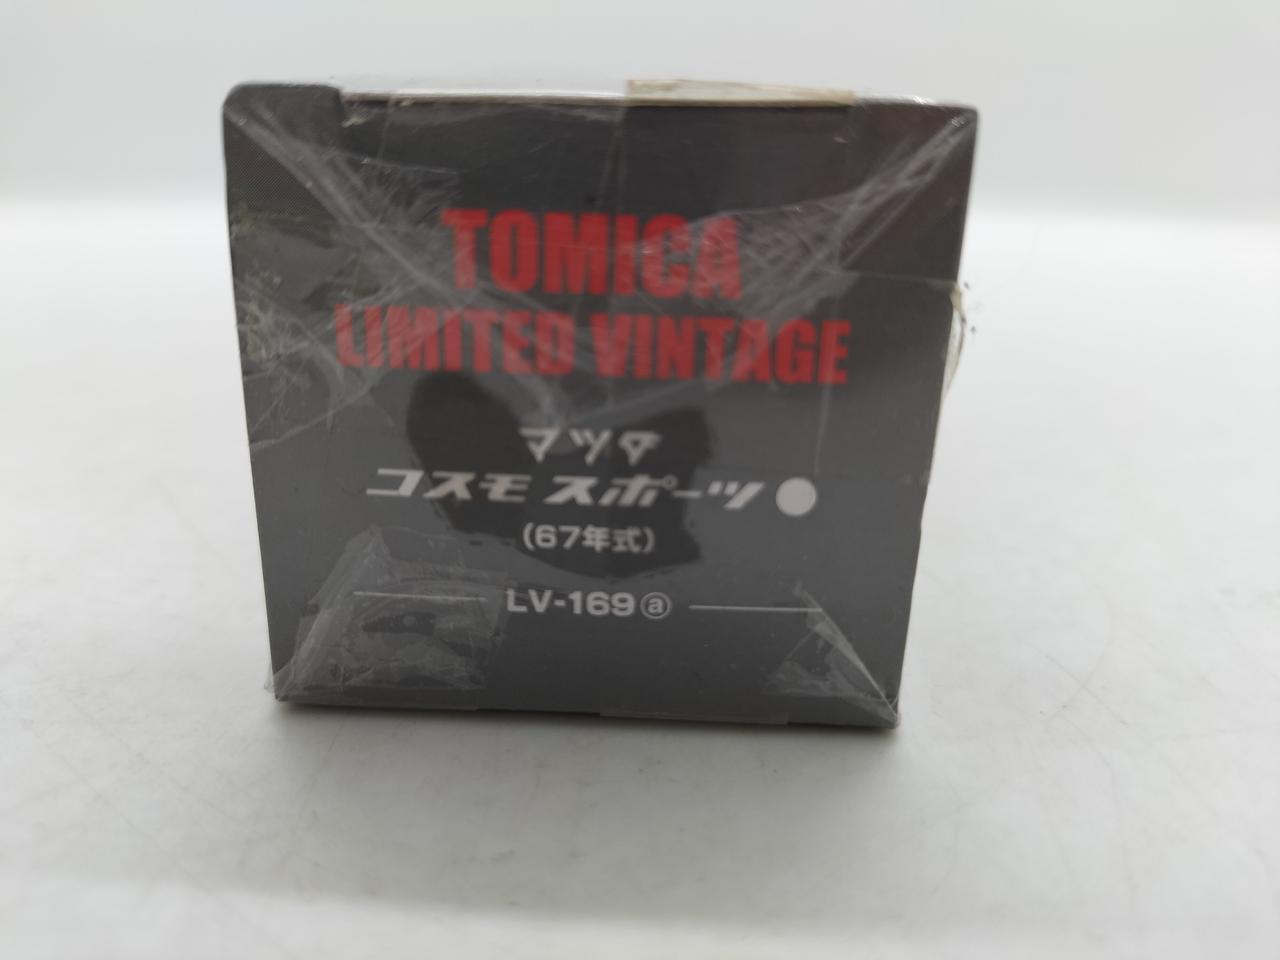 TOMICA
LIMITED VINTAGE
マツダ
コスモ スポーツ
(67年式)
LV-169ⓐ